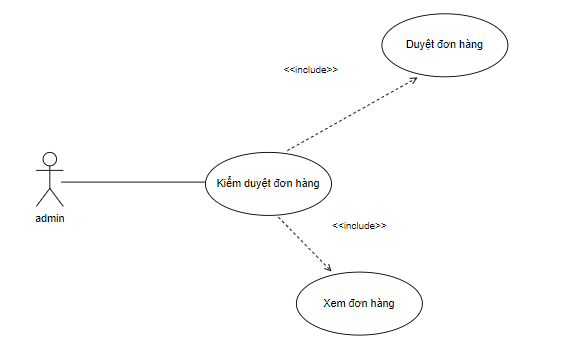 Duyệt đơn hàng
<<include>>
Kiểm duyệt đơn hàng
admin
<<include>>
Xem đơn hàng